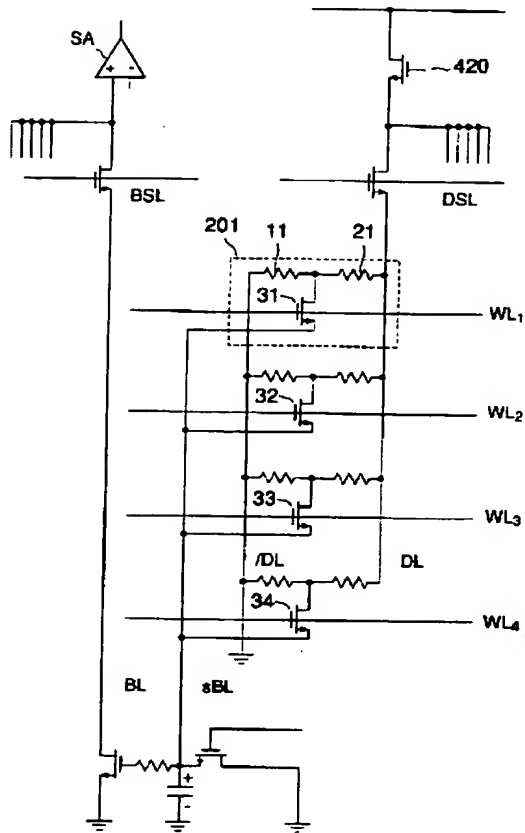 SA
+ -
420
BSL
DSL
201
11
21
31
WL1
32
WL2
33
WL3
/DL
DL
34
WL4
BL
sBL
+
-